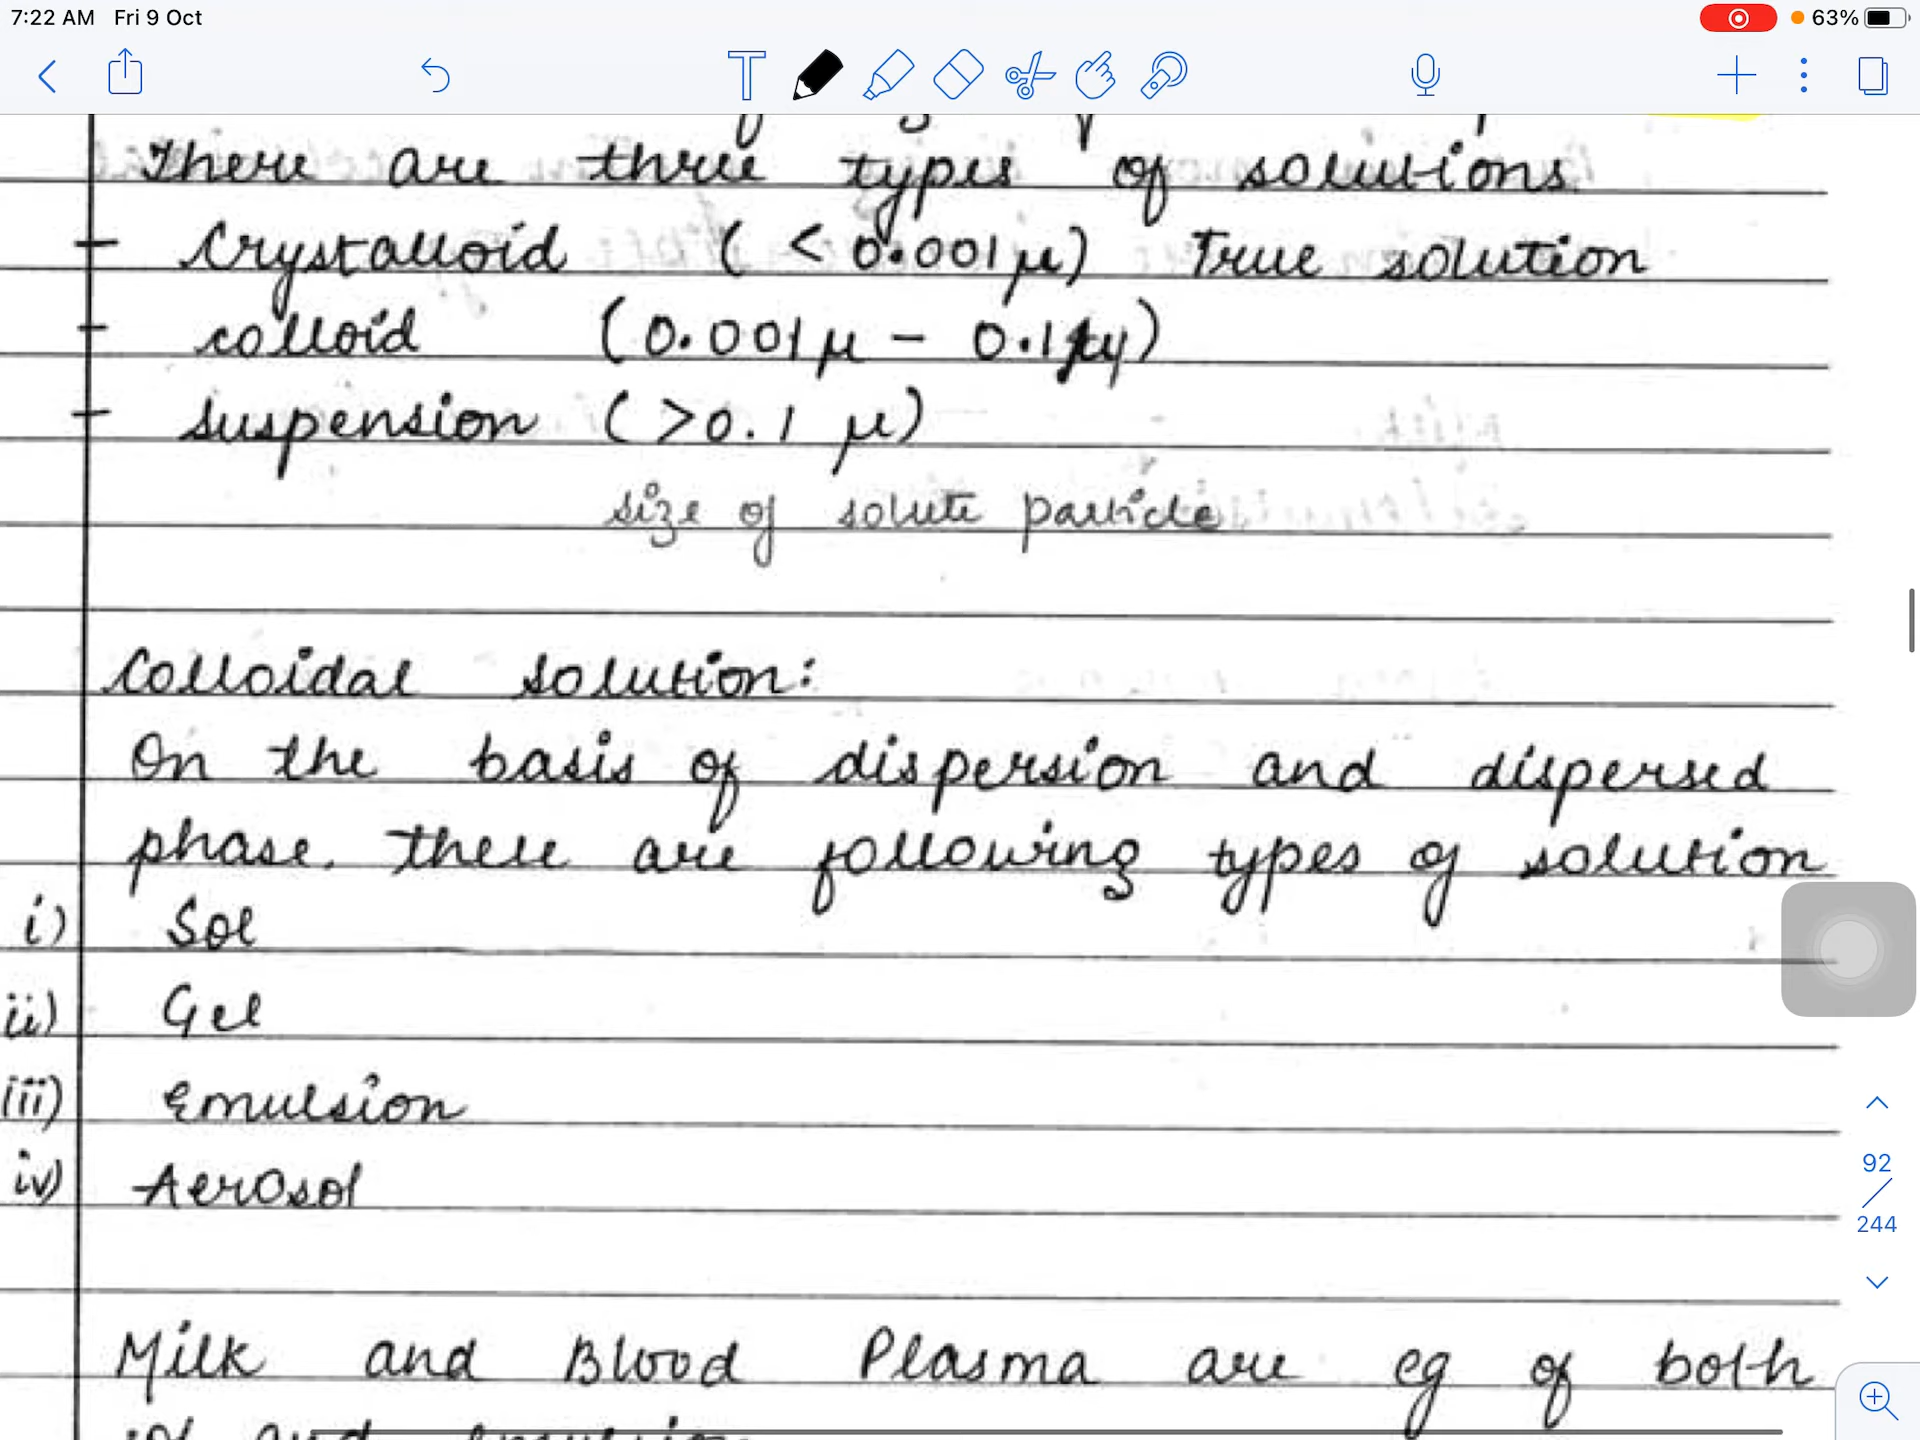 7:22 AM Fri 9 Oct
63%
There are three types of solutions
- Crystalloid (< 0.001 μ) True solution
- colloid (0.001 μ - 0.1 μ)
- Suspension (>0.1 μ)
size of solute particle
Colloidal solution:
On the basis of dispersion and dispersed
phase. there are following types of solution
i) Sol
ii) Gel
iii) Emulsion
iv) Aerosol
92
/
244
Milk and Blood Plasma are eg of both
and